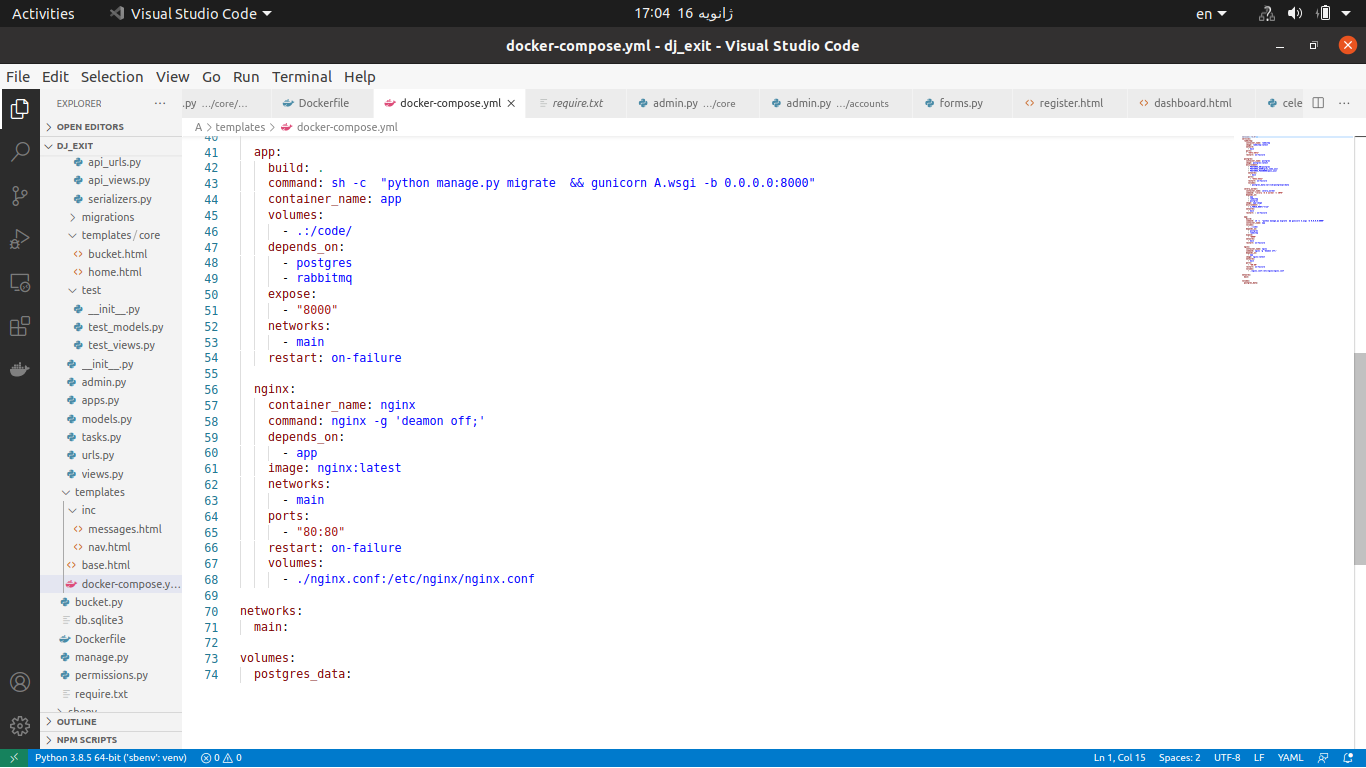 Activities
Visual Studio Code
17:04 ژانویه 16
en
docker-compose.yml - dj_exit - Visual Studio Code
File Edit Selection View Go Run Terminal Help
EXPLORER
.py …/core/…
Dockerfile
docker-compose.yml
require.txt
admin.py …/core
admin.py …/accounts
forms.py
register.html
dashboard.html
cele
OPEN EDITORS
A > templates > docker-compose.yml
DJ_EXIT
api_urls.py
api_views.py
serializers.py
migrations
templates / core
bucket.html
home.html
test
__init__.py
test_models.py
test_views.py
__init__.py
admin.py
apps.py
models.py
tasks.py
urls.py
views.py
templates
inc
messages.html
nav.html
base.html
docker-compose.y…
bucket.py
db.sqlite3
Dockerfile
manage.py
permissions.py
require.txt
sbenv
OUTLINE
NPM SCRIPTS
40
41 app:
42 build: .
43 command: sh -c  "python manage.py migrate  && gunicorn A.wsgi -b 0.0.0.0:8000"
44 container_name: app
45 volumes:
46 - .:/code/
47 depends_on:
48 - postgres
49 - rabbitmq
50 expose:
51 - "8000"
52 networks:
53 - main
54 restart: on-failure
55
56 nginx:
57 container_name: nginx
58 command: nginx -g 'deamon off;'
59 depends_on:
60 - app
61 image: nginx:latest
62 networks:
63 - main
64 ports:
65 - "80:80"
66 restart: on-failure
67 volumes:
68 - ./nginx.conf:/etc/nginx/nginx.conf
69
70 networks:
71 main:
72
73 volumes:
74 postgres_data:
Python 3.8.5 64-bit ('sbenv': venv)
0 0
Ln 1, Col 15
Spaces: 2
UTF-8
LF
YAML